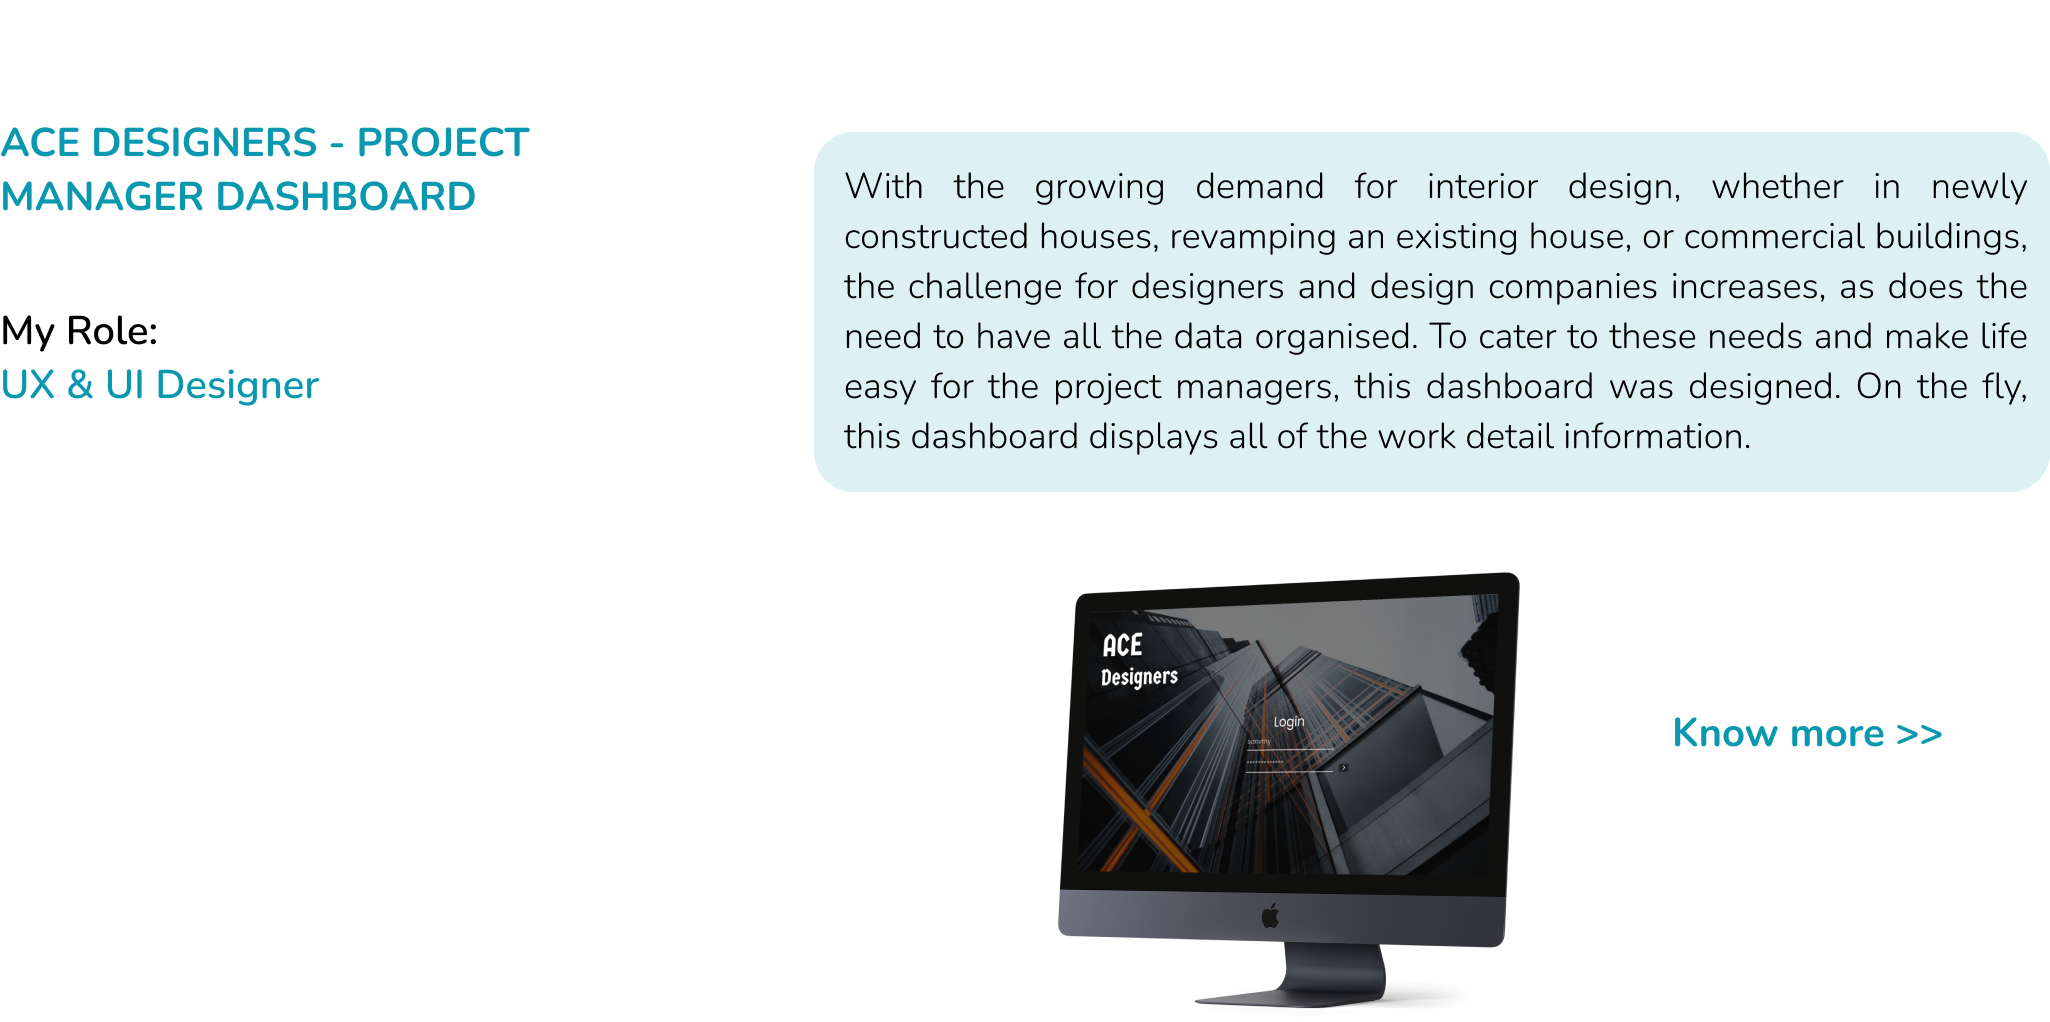 ACE DESIGNERS - PROJECT
MANAGER DASHBOARD
My Role:
UX & UI Designer
With the growing demand for interior design, whether in newly
constructed houses, revamping an existing house, or commercial buildings,
the challenge for designers and design companies increases, as does the
need to have all the data organised. To cater to these needs and make life
easy for the project managers, this dashboard was designed. On the fly,
this dashboard displays all of the work detail information.
ACE
Designers
Login
Know more >>